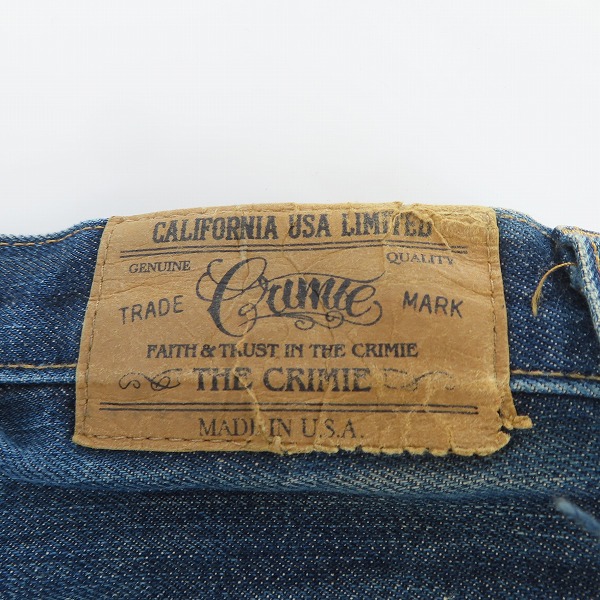 CALIFORNIA USA LIMITED
GENUINE QUALITY
TRADE Crimie MARK
FAITH & TRUST IN THE CRIMIE
THE CRIMIE
MADE IN U.S.A.